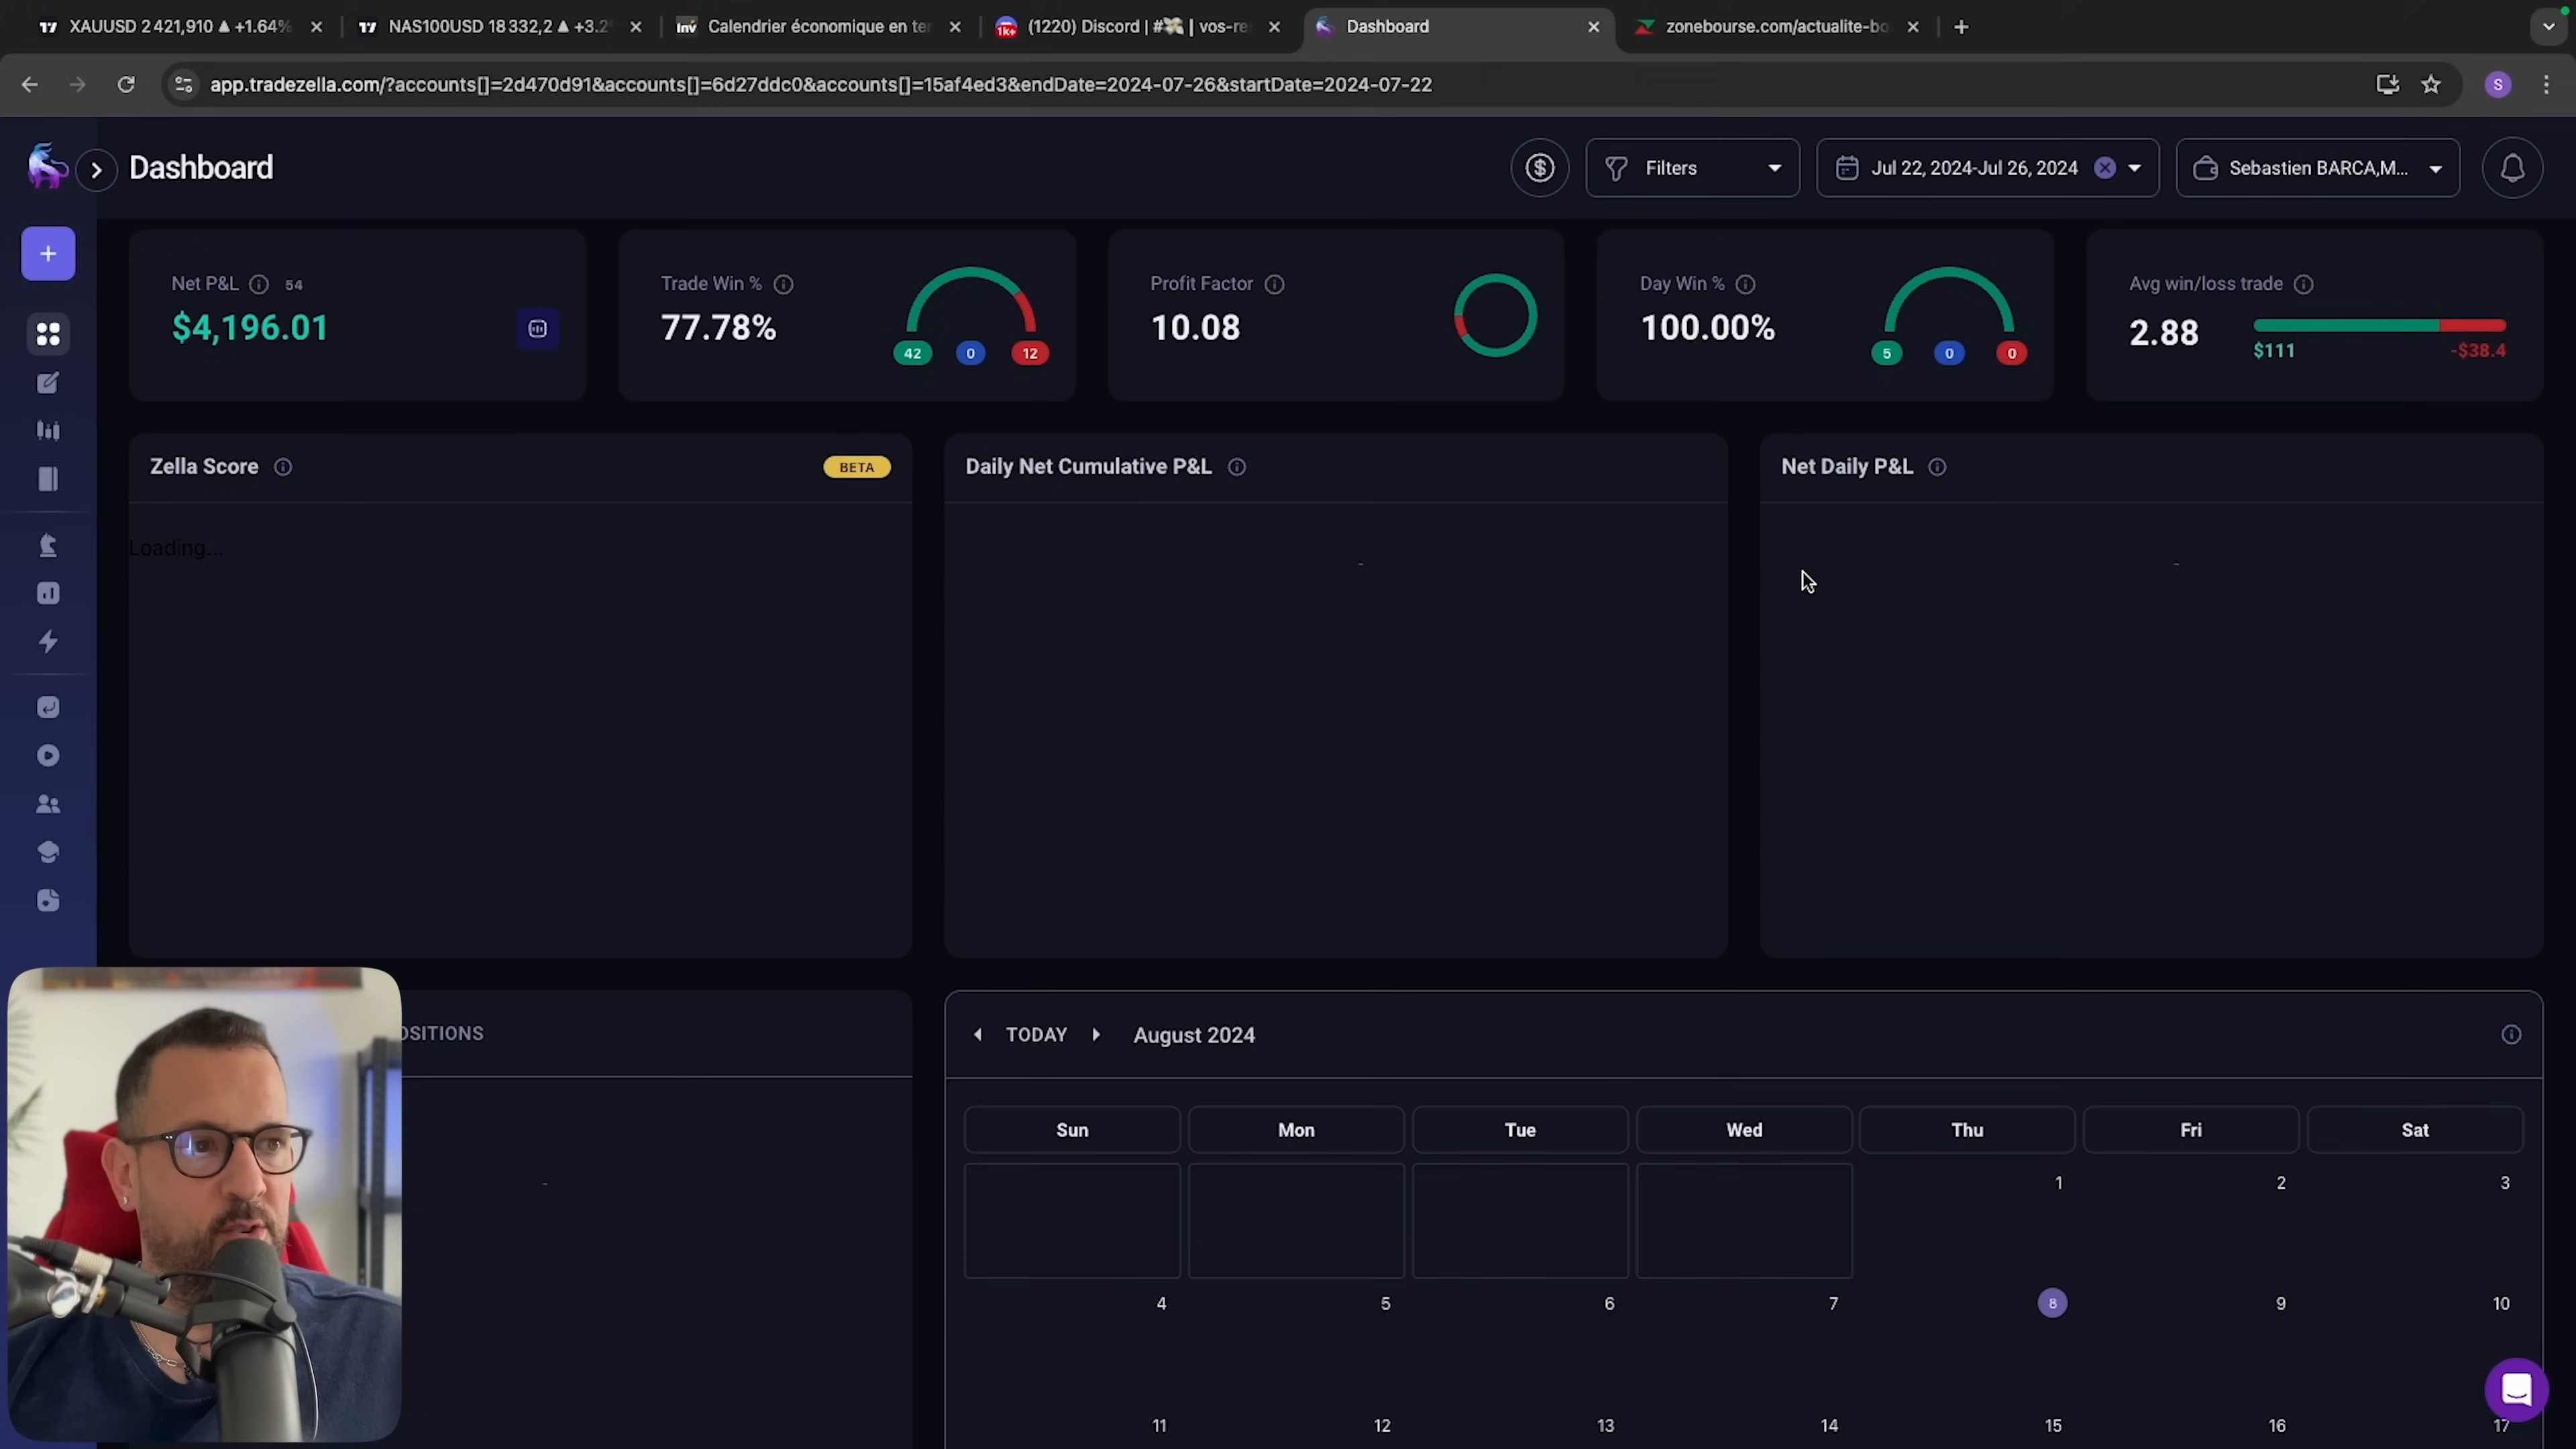 XAUUSD 2 421,910 ▲ +1.64%
NAS100USD 18 332,2 ▲ +3.2
Calendrier économique en te
(1220) Discord | #💸 | vos-re
Dashboard
zonebourse.com/actualite-bo
app.tradezella.com/?accounts[]=2d470d91&accounts[]=6d27ddc0&accounts[]=15af4ed3&endDate=2024-07-26&startDate=2024-07-22
S
Dashboard
Filters
Jul 22, 2024-Jul 26, 2024
Sebastien BARCA,M...
Net P&L 54
$4,196.01
Trade Win %
77.78%
42 0 12
Profit Factor
10.08
Day Win %
100.00%
5 0 0
Avg win/loss trade
2.88
$111 -$38.4
Zella Score
BETA
Loading...
Daily Net Cumulative P&L
-
Net Daily P&L
-
OSITIONS
-
TODAY August 2024
Sun Mon Tue Wed Thu Fri Sat
1 2 3
4 5 6 7 8 9 10
11 12 13 14 15 16 17